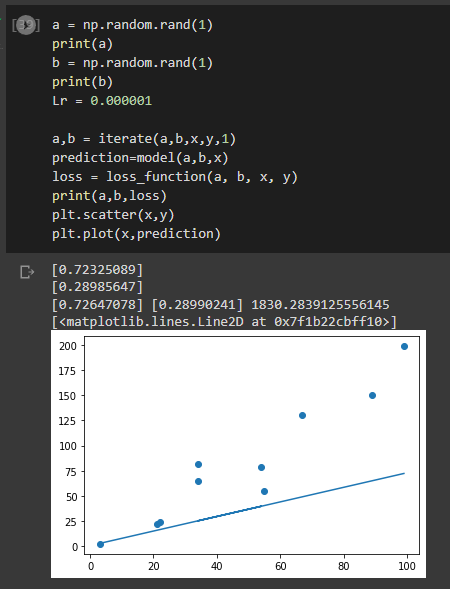 a = np.random.rand(1)
print(a)
b = np.random.rand(1)
print(b)
Lr = 0.000001
a,b = iterate(a,b,x,y,1)
prediction=model(a,b,x)
loss = loss_function(a, b, x, y)
print(a,b,loss)
plt.scatter(x,y)
plt.plot(x,prediction)
[0.72325089]
[0.28985647]
[0.72647078] [0.28990241] 1830.2839125556145
[<matplotlib.lines.Line2D at 0x7f1b22cbff10>]
200
175
150
125
100
75
50
25
0
0 20 40 60 80 100